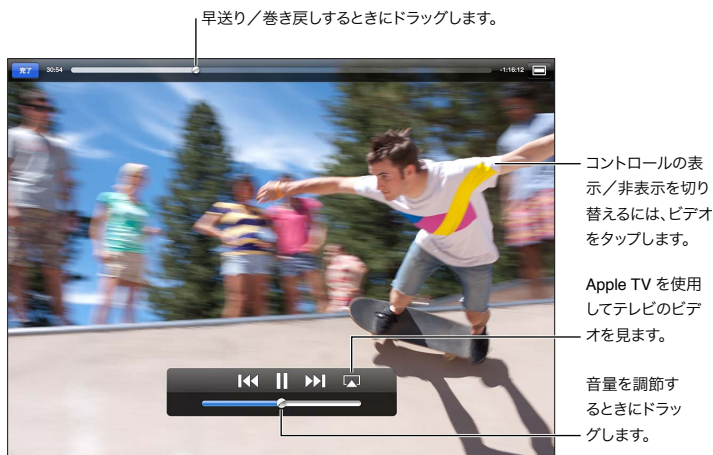 早送り／巻き戻しするときにドラッグします。
完了
30:54
-1:16:12
コントロールの表
示／非表示を切り
替えるには、ビデオ
をタップします。
Apple TV を使用
してテレビのビデ
オを見ます。
音量を調節す
るときにドラッ
グします。